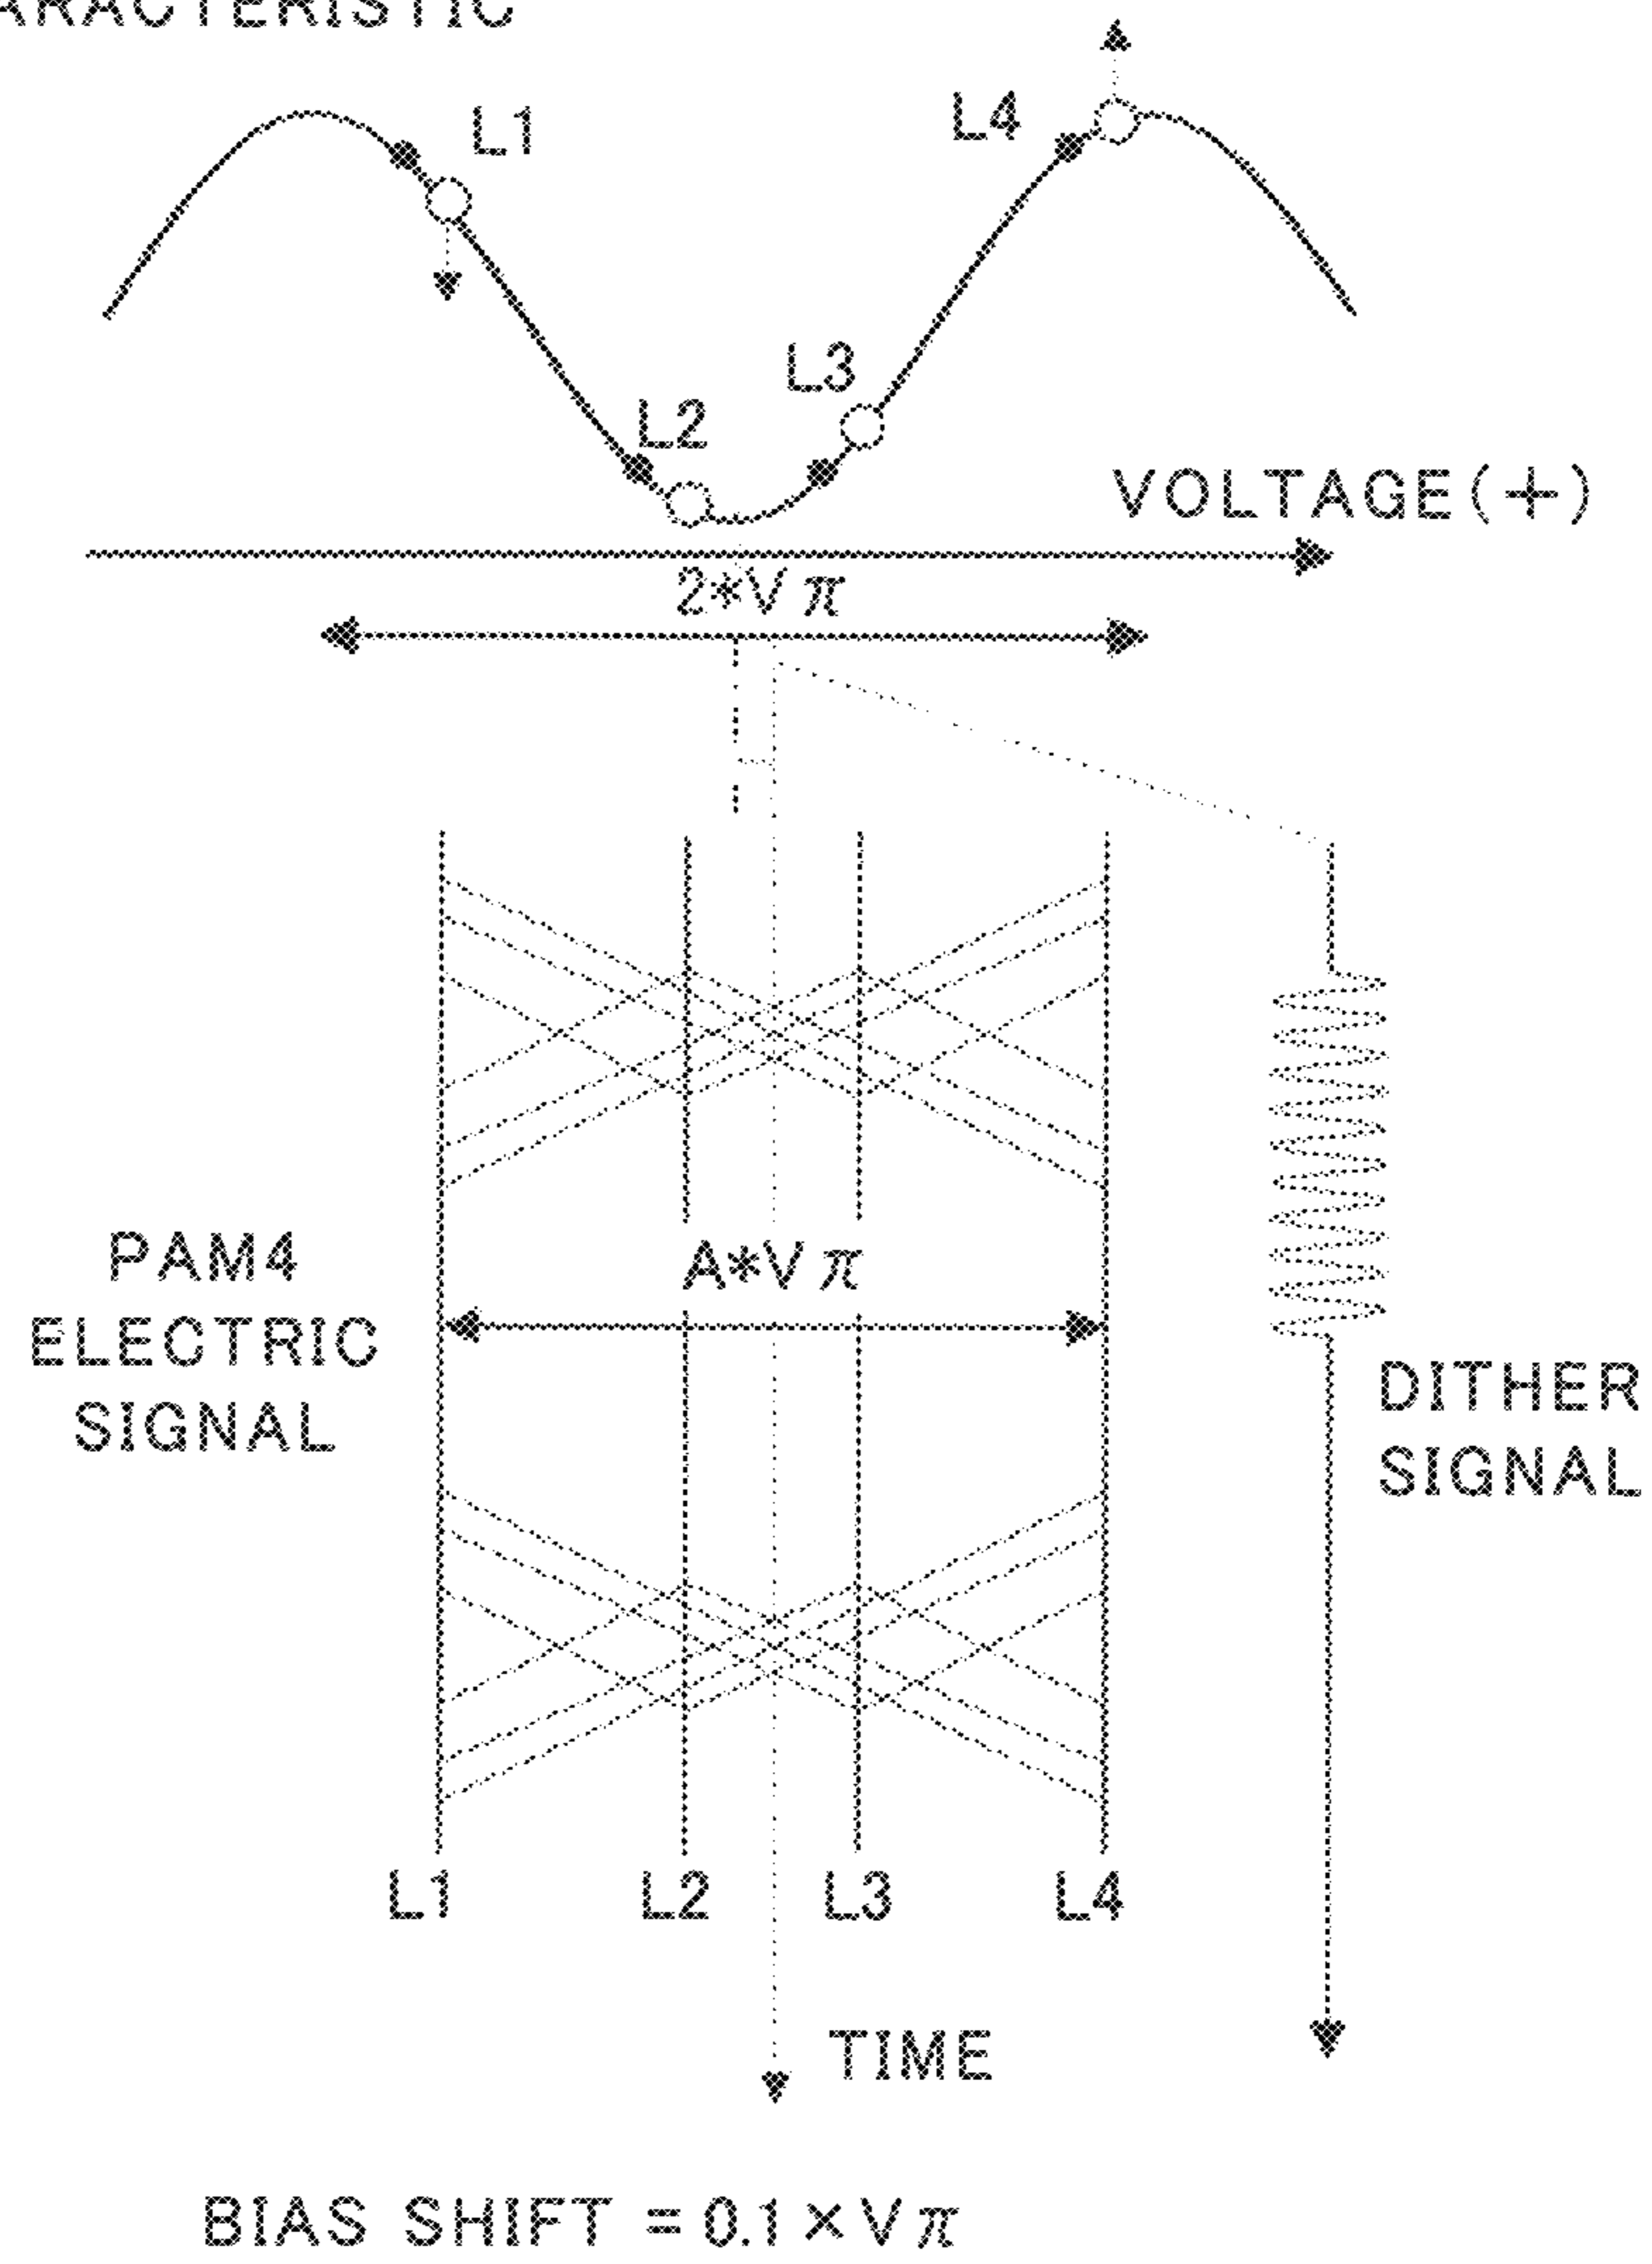 L1
L4
L3
L2
VOLTAGE(+)
2*Vπ
A*Vπ
PAM4
ELECTRIC
SIGNAL
DITHER
SIGNAL
L1 L2 L3 L4
TIME
BIAS SHIFT = 0.1×Vπ